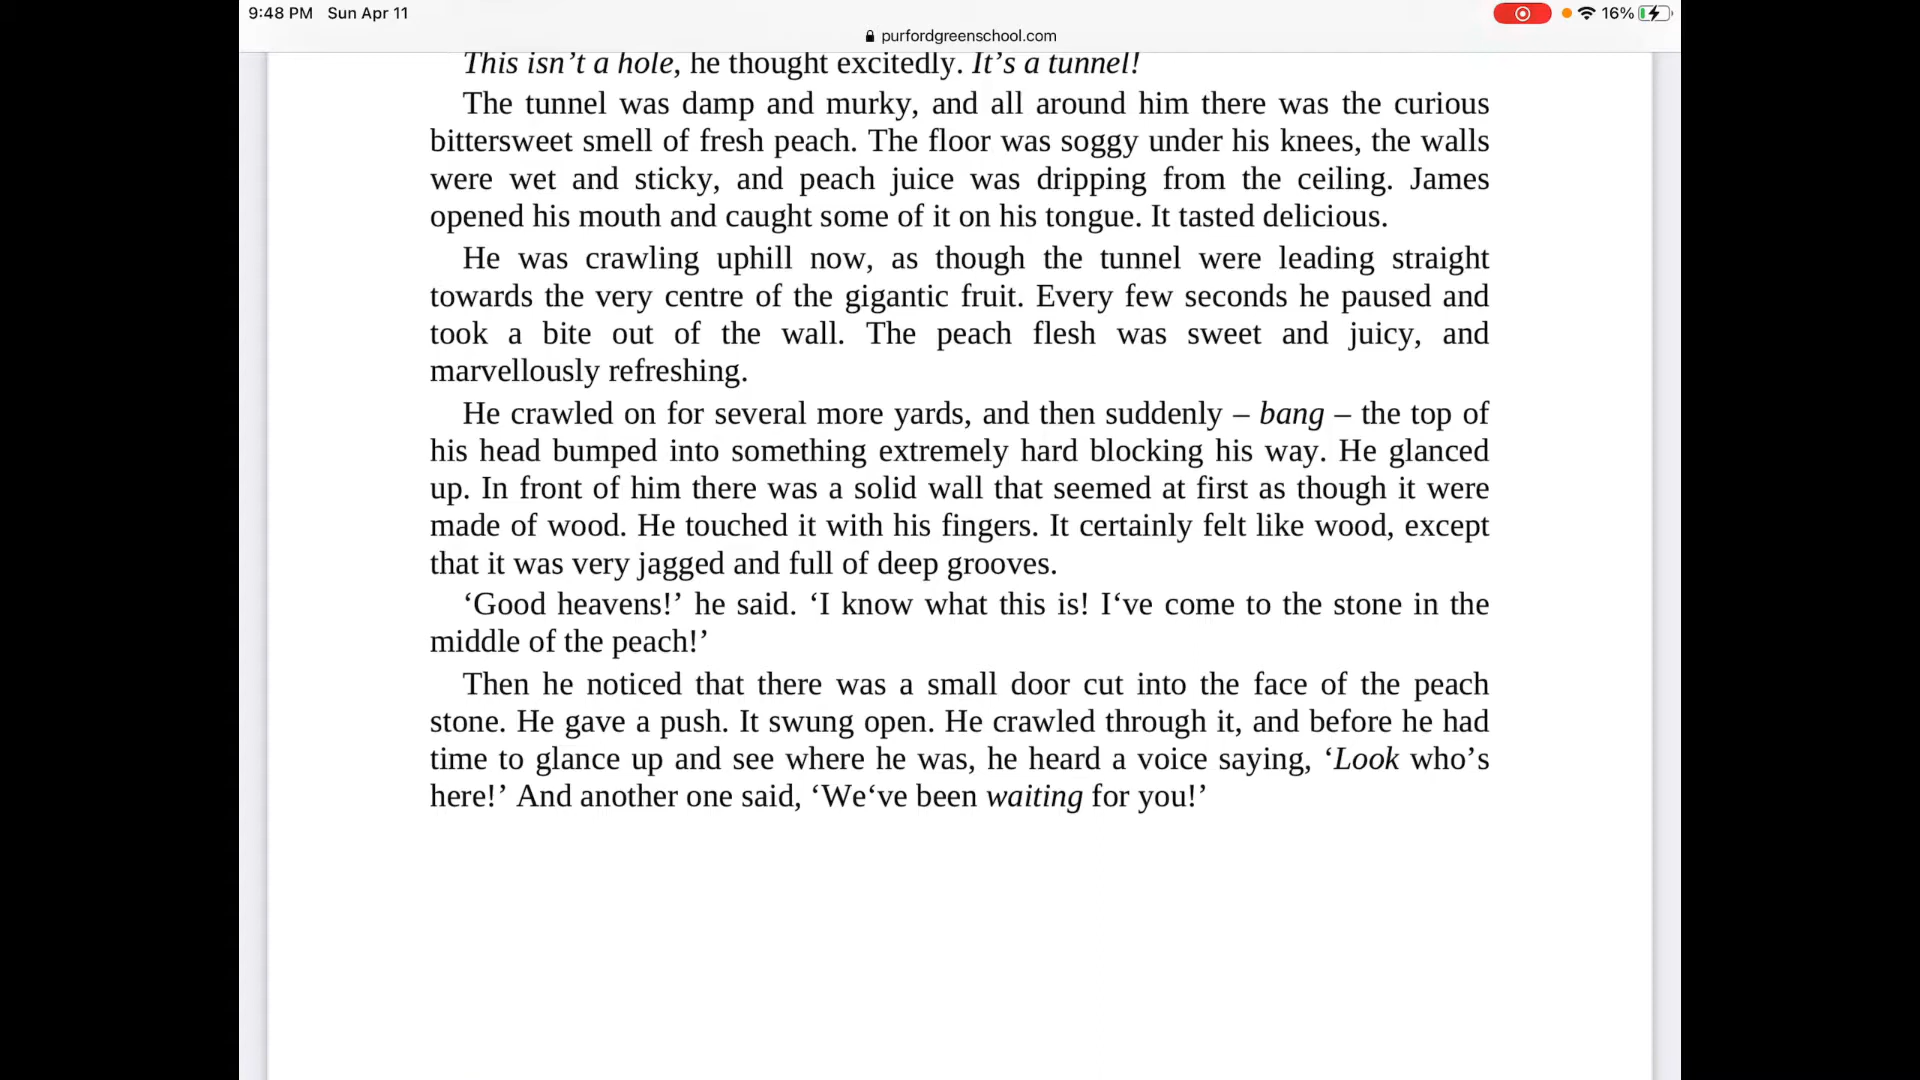 9:48 PM Sun Apr 11
16%
purfordgreenschool.com
This isn’t a hole, he thought excitedly. It’s a tunnel!
The tunnel was damp and murky, and all around him there was the curious
bittersweet smell of fresh peach. The floor was soggy under his knees, the walls
were wet and sticky, and peach juice was dripping from the ceiling. James
opened his mouth and caught some of it on his tongue. It tasted delicious.
He was crawling uphill now, as though the tunnel were leading straight
towards the very centre of the gigantic fruit. Every few seconds he paused and
took a bite out of the wall. The peach flesh was sweet and juicy, and
marvellously refreshing.
He crawled on for several more yards, and then suddenly – bang – the top of
his head bumped into something extremely hard blocking his way. He glanced
up. In front of him there was a solid wall that seemed at first as though it were
made of wood. He touched it with his fingers. It certainly felt like wood, except
that it was very jagged and full of deep grooves.
‘Good heavens!’ he said. ‘I know what this is! I‘ve come to the stone in the
middle of the peach!’
Then he noticed that there was a small door cut into the face of the peach
stone. He gave a push. It swung open. He crawled through it, and before he had
time to glance up and see where he was, he heard a voice saying, ‘Look who’s
here!’ And another one said, ‘We‘ve been waiting for you!’